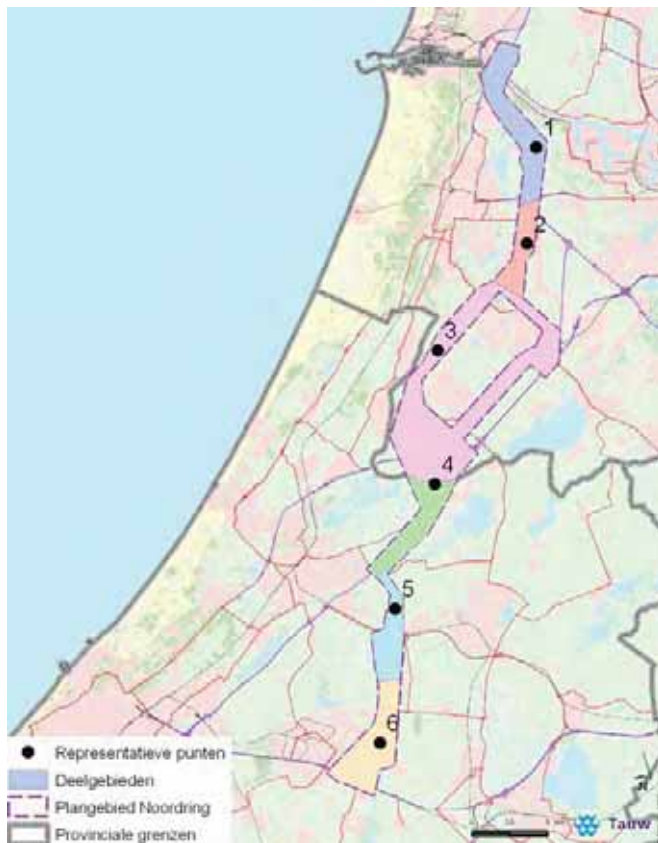 1
2
3
4
5
6
Representatieve punten
Deelgebieden
Plangebied Noordring
Provinciale grenzen
Tauw